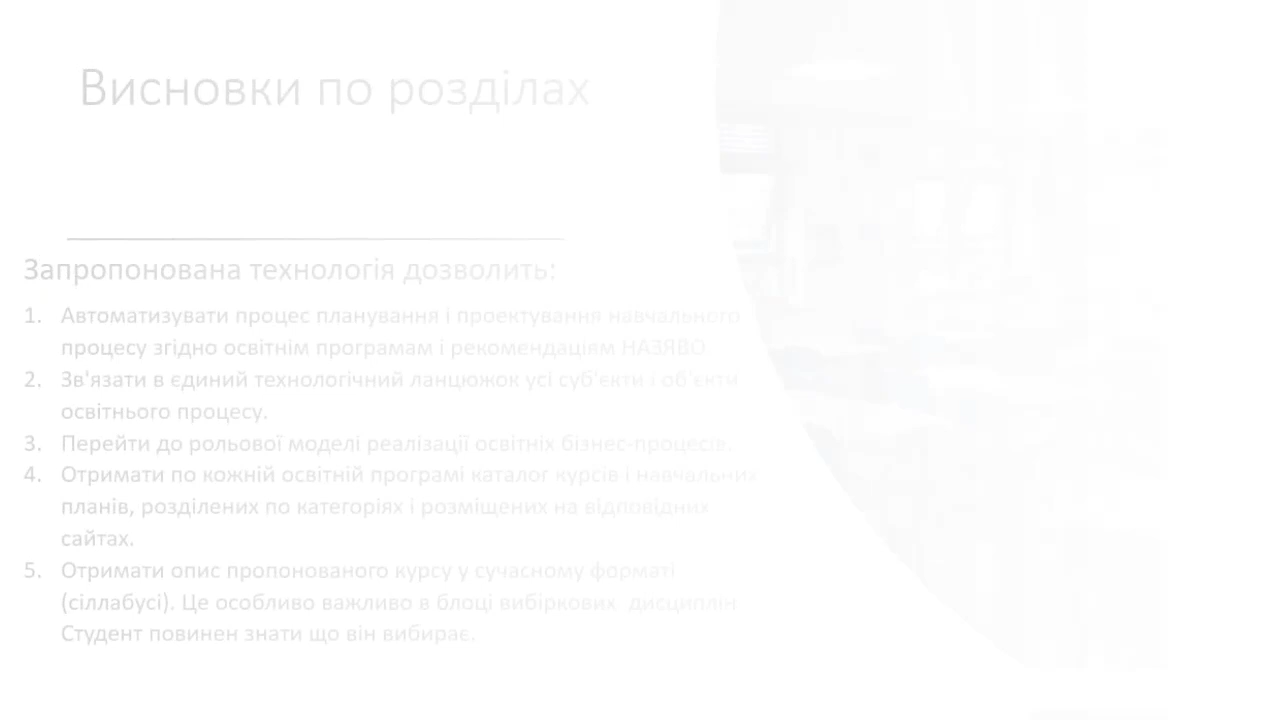 Висновки по розділах
Запропонована технологія дозволить:
1. Автоматизувати процес планування і проектування навчального
процесу згідно освітнім програмам і рекомендаціям НАЗЯВО
2. Зв'язати в єдиний технологічний ланцюжок усі суб'єкти і об'єкти
освітнього процесу.
3. Перейти до рольової моделі реалізації освітніх бізнес-процесів.
4. Отримати по кожній освітній програмі каталог курсів і навчальних
планів, розділених по категоріях і розміщених на відповідних
сайтах.
5. Отримати опис пропонованого курсу у сучасному форматі
(сіллабусі). Це особливо важливо в блоці вибіркових дисциплін
Студент повинен знати що він вибирає.